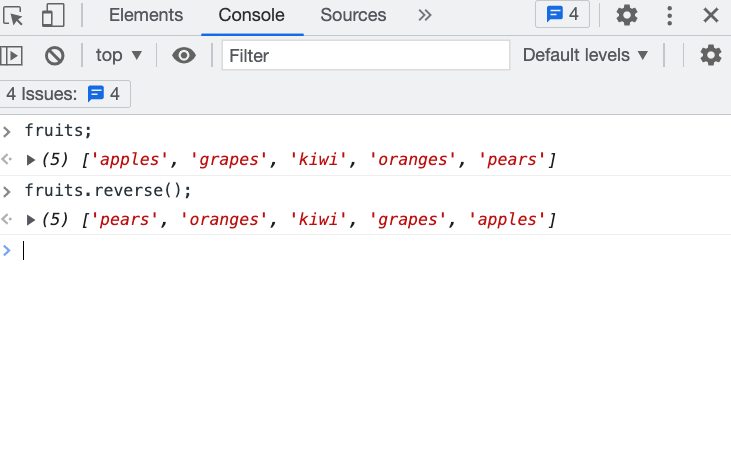 Elements Console Sources 4
top Filter Default levels
4 Issues: 4
fruits;
(5) ['apples', 'grapes', 'kiwi', 'oranges', 'pears']
fruits.reverse();
(5) ['pears', 'oranges', 'kiwi', 'grapes', 'apples']